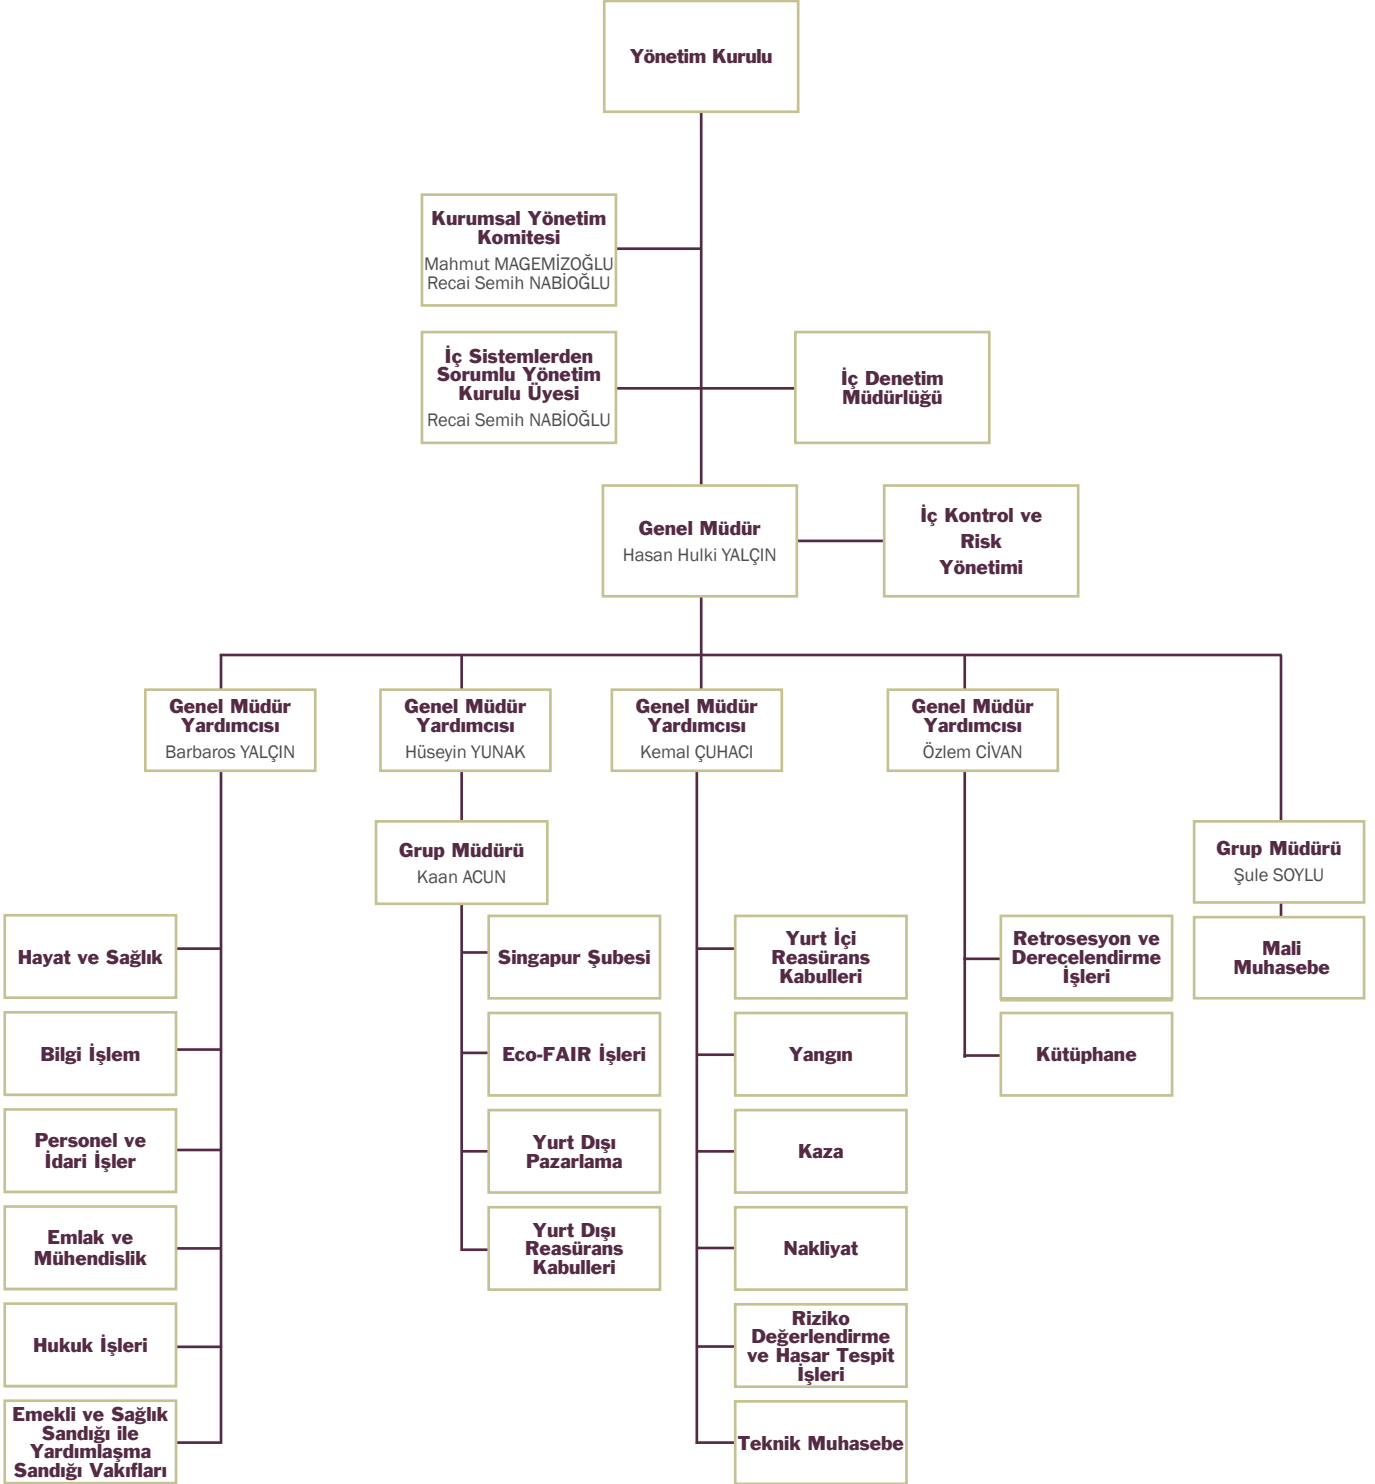 Yönetim Kurulu
Kurumsal Yönetim
Komitesi
Mahmut MAGEMİZOĞLU
Recai Semih NABİOĞLU
İç Sistemlerden
Sorumlu Yönetim
Kurulu Üyesi
Recai Semih NABİOĞLU
İç Denetim
Müdürlüğü
Genel Müdür
Hasan Hulki YALÇIN
İç Kontrol ve
Risk
Yönetimi
Genel Müdür
Yardımcısı
Barbaros YALÇIN
Genel Müdür
Yardımcısı
Hüseyin YUNAK
Genel Müdür
Yardımcısı
Kemal ÇUHACI
Genel Müdür
Yardımcısı
Özlem CİVAN
Grup Müdürü
Kaan ACUN
Grup Müdürü
Şule SOYLU
Hayat ve Sağlık
Bilgi İşlem
Personel ve
İdari İşler
Emlak ve
Mühendislik
Hukuk İşleri
Emekli ve Sağlık
Sandığı ile
Yardımlaşma
Sandığı Vakıfları
Singapur Şubesi
Eco-FAIR İşleri
Yurt Dışı
Pazarlama
Yurt Dışı
Reasürans
Kabulleri
Yurt İçi
Reasürans
Kabulleri
Yangın
Kaza
Nakliyat
Riziko
Değerlendirme
ve Hasar Tespit
İşleri
Teknik Muhasebe
Retrosesyon ve
Derecelendirme
İşleri
Kütüphane
Mali
Muhasebe